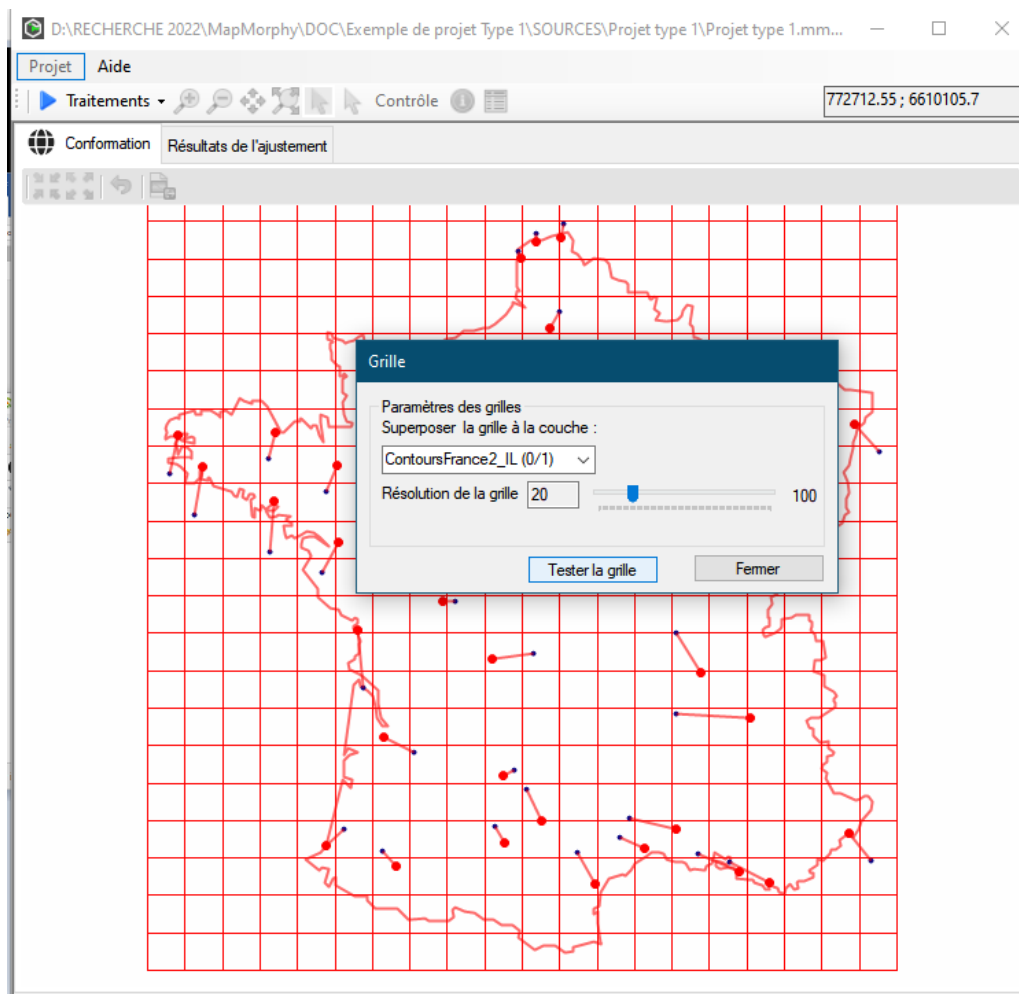 D:\RECHERCHE 2022\MapMorphy\DOC\Exemple de projet Type 1\SOURCES\Projet type 1\Projet type 1.mm...
Projet Aide
Traitements Contrôle 772712.55 ; 6610105.7
Conformation Résultats de l'ajustement
Grille
Paramètres des grilles
Superposer la grille à la couche :
ContoursFrance2_IL (0/1)
Résolution de la grille 20 100
Tester la grille Fermer